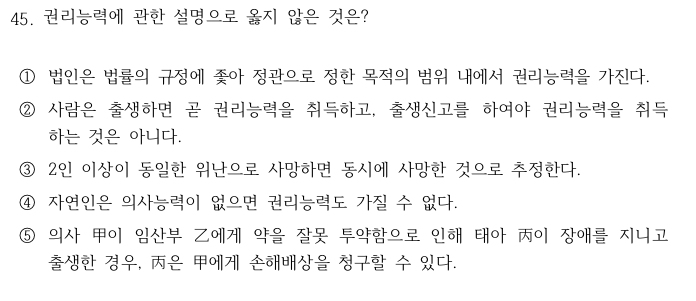 45. 권리능력에 관한 설명으로 옳지 않은 것은?
① 법인은 법률의 규정에 좇아 정관으로 정한 목적의 범위 내에서 권리능력을 가진다.
② 사람은 출생하면 곧 권리능력을 취득하고, 출생신고를 하여야 권리능력을 취득
하는 것은 아니다.
③ 2인 이상이 동일한 위난으로 사망하면 동시에 사망한 것으로 추정한다.
④ 자연인은 의사능력이 없으면 권리능력도 가질 수 없다.
⑤ 의사 甲이 임산부 乙에게 약을 잘못 투약함으로 인해 태아 丙이 장애를 지니고
출생한 경우, 丙은 甲에게 손해배상을 청구할 수 있다.